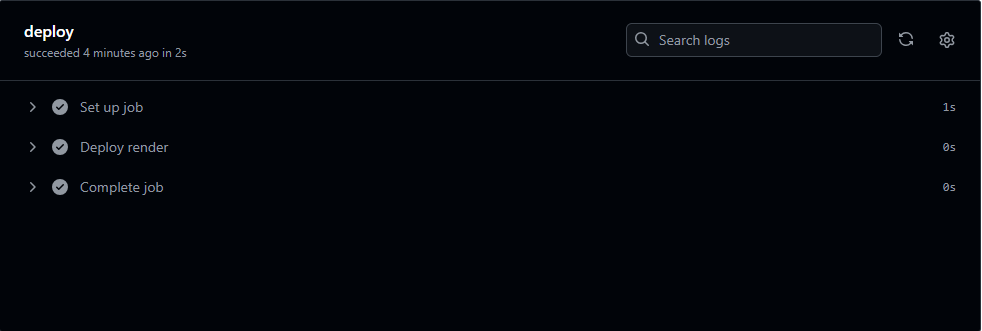 deploy
succeeded 4 minutes ago in 2s
Search logs
Set up job 1s
Deploy render 0s
Complete job 0s